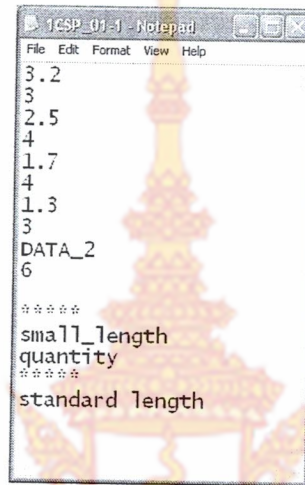 1CSP_01-1 - Notepad
File Edit Format View Help
3.2
3
2.5
4
1.7
4
1.3
3
DATA_2
6
*****
small_length
quantity
*****
standard length